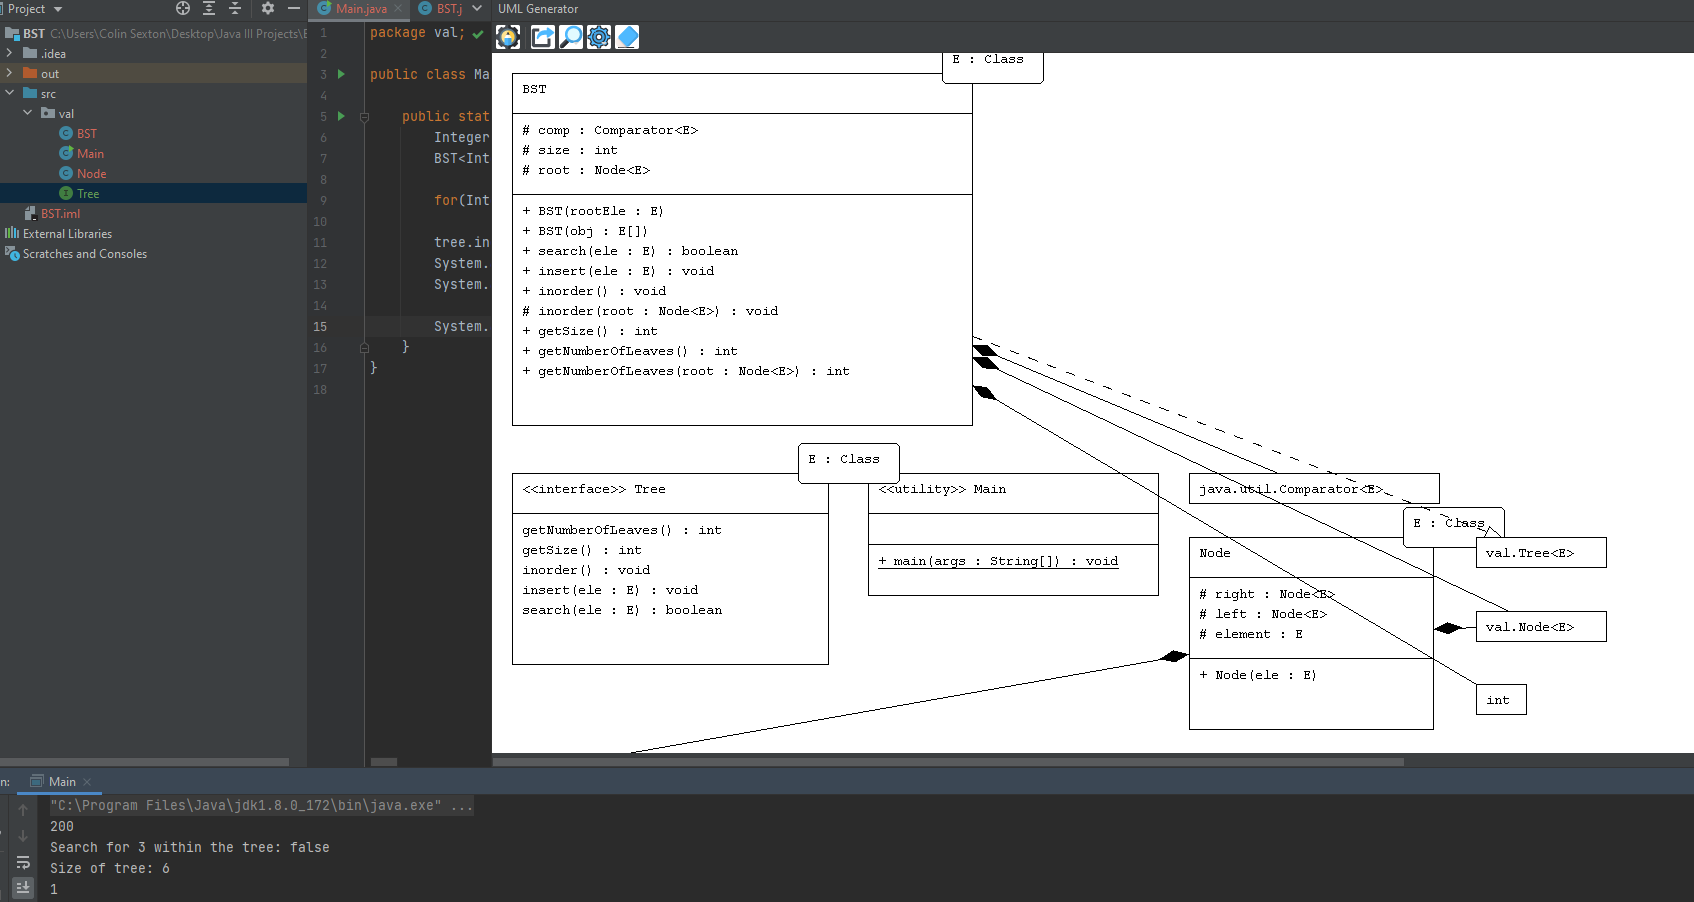 Project
BST C:\Users\Colin Sexton\Desktop\Java III Projects\
.idea
out
src
val
BST
Main
Node
Tree
BST.iml
External Libraries
Scratches and Consoles
Main.java
BST.j
1 package val;
2
3 public class Ma
4
5 public stat
6 Integer
7 BST<Int
8
9 for(Int
10
11 tree.in
12 System.
13 System.
14
15 System.
16 }
17 }
18
UML Generator
E : Class
BST
# comp : Comparator<E>
# size : int
# root : Node<E>
+ BST(rootEle : E)
+ BST(obj : E[])
+ search(ele : E) : boolean
+ insert(ele : E) : void
+ inorder() : void
# inorder(root : Node<E>) : void
+ getSize() : int
+ getNumberOfLeaves() : int
+ getNumberOfLeaves(root : Node<E>) : int
E : Class
<<interface>> Tree
getNumberOfLeaves() : int
getSize() : int
inorder() : void
insert(ele : E) : void
search(ele : E) : boolean
<<utility>> Main
+ main(args : String[]) : void
java.util.Comparator<E>
E : Class
Node
# right : Node<E>
# left : Node<E>
# element : E
+ Node(ele : E)
val.Tree<E>
val.Node<E>
int
n:
Main
"C:\Program Files\Java\jdk1.8.0_172\bin\java.exe" ...
200
Search for 3 within the tree: false
Size of tree: 6
1